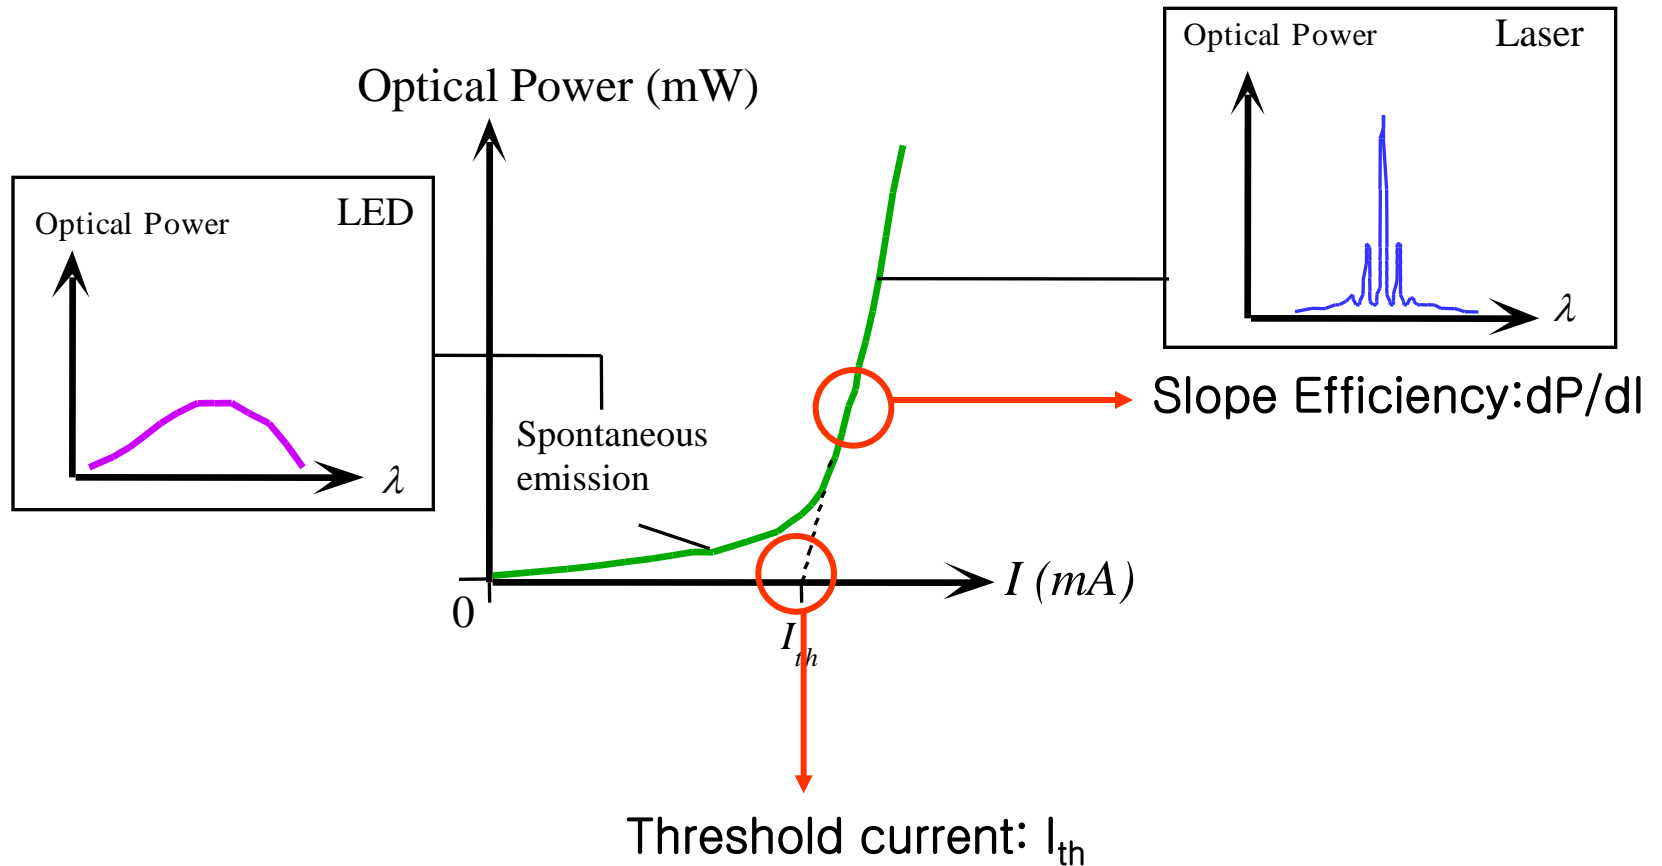 Optical Power (mW)
Optical Power
LED
λ
Optical Power
Laser
λ
Slope Efficiency:dP/dI
Spontaneous
emission
I (mA)
0
Ith
Threshold current: Ith